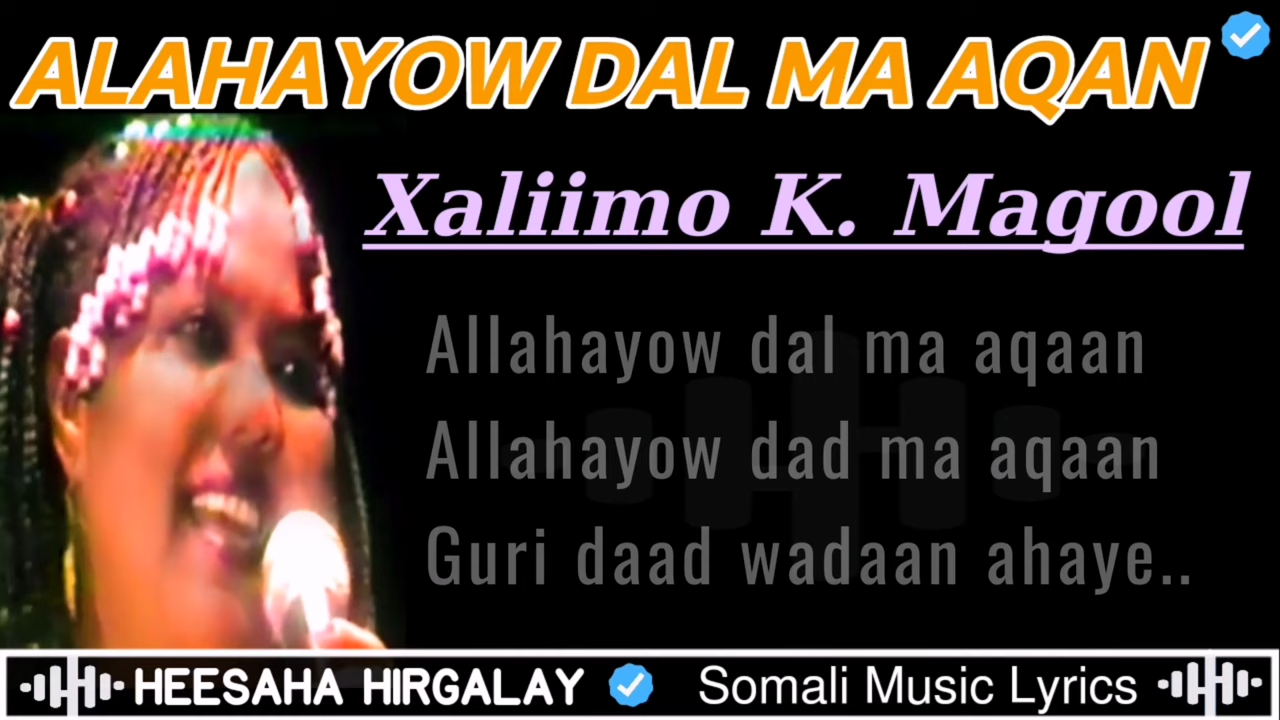 ALAHAYOW DAL MA AQAN
Xaliimo K. Magool
Allahayow dal ma aqaan
Allahayow dad ma aqaan
Guri daad wadaan ahaye..
HEESAHA HIRGALAY Somali Music Lyrics